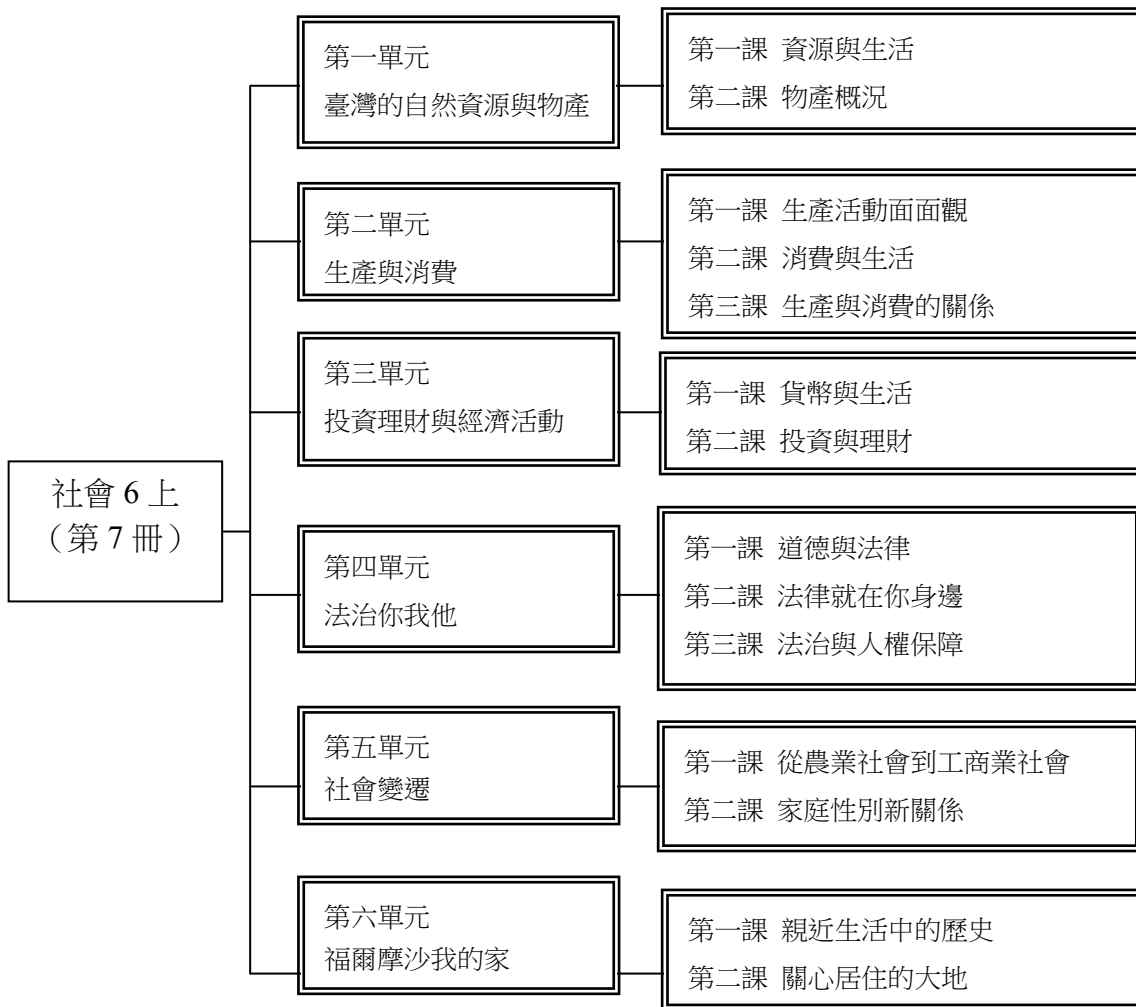 社會 6 上
（第 7 冊）
第一單元
臺灣的自然資源與物產
第一課 資源與生活
第二課 物產概況
第二單元
生產與消費
第一課 生產活動面面觀
第二課 消費與生活
第三課 生產與消費的關係
第三單元
投資理財與經濟活動
第一課 貨幣與生活
第二課 投資與理財
第四單元
法治你我他
第一課 道德與法律
第二課 法律就在你身邊
第三課 法治與人權保障
第五單元
社會變遷
第一課 從農業社會到工商業社會
第二課 家庭性別新關係
第六單元
福爾摩沙我的家
第一課 親近生活中的歷史
第二課 關心居住的大地